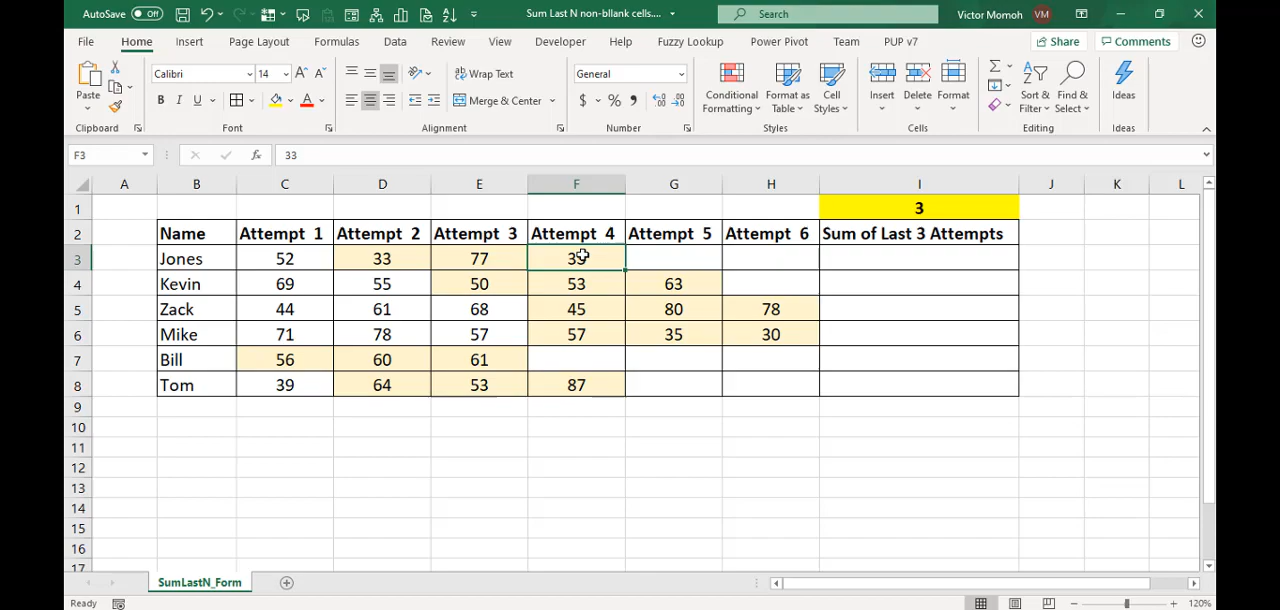 AutoSave Off Sum Last N non-bllank cells.... Search Victor Momoh VM
File Home Insert Page Layout Formulas Data Review View Developer Help Fuzzy Lookup Power Pivot Team PUP v7 Share Comments
Paste Calibri 14 Wrap Text General Conditional Formatting Format as Table Cell Styles Insert Delete Format Sort & Filter Find & Select Ideas
B I U A Merge & Center $ % 9
Clipboard Font Alignment Number Styles Cells Editing Ideas
F3 fx 33
A B C D E F G H I J K L
1 3
2 Name Attempt 1 Attempt 2 Attempt 3 Attempt 4 Attempt 5 Attempt 6 Sum of Last 3 Attempts
3 Jones 52 33 77 33
4 Kevin 69 55 50 53 63
5 Zack 44 61 68 45 80 78
6 Mike 71 78 57 57 35 30
7 Bill 56 60 61
8 Tom 39 64 53 87
9
10
11
12
13
14
15
16
17
SumLastN_Form
Ready 120%